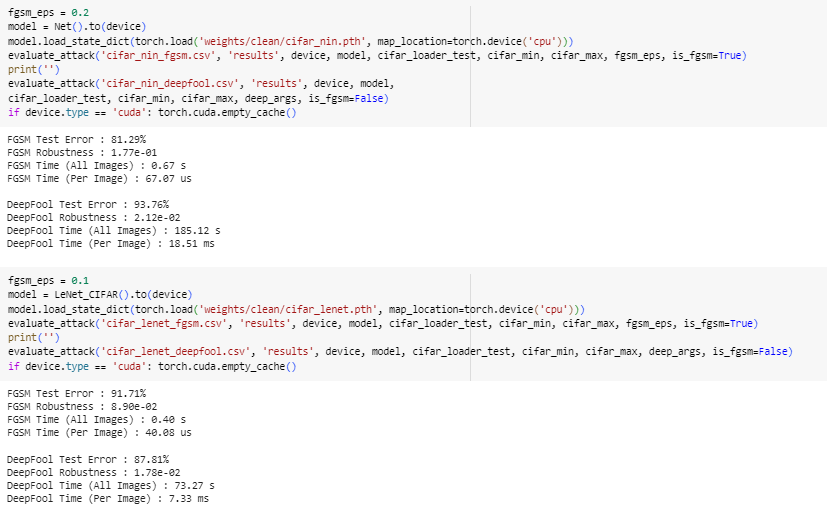 fgsm_eps = 0.2
model = Net().to(device)
model.load_state_dict(torch.load('weights/clean/cifar_nin.pth', map_location=torch.device('cpu')))
evaluate_attack('cifar_nin_fgsm.csv', 'results', device, model, cifar_loader_test, cifar_min, cifar_max, fgsm_eps, is_fgsm=True)
print('')
evaluate_attack('cifar_nin_deepfool.csv', 'results', device, model,
cifar_loader_test, cifar_min, cifar_max, deep_args, is_fgsm=False)
if device.type == 'cuda': torch.cuda.empty_cache()
FGSM Test Error : 81.29%
FGSM Robustness : 1.77e-01
FGSM Time (All Images) : 0.67 s
FGSM Time (Per Image) : 67.07 us
DeepFool Test Error : 93.76%
DeepFool Robustness : 2.12e-02
DeepFool Time (All Images) : 185.12 s
DeepFool Time (Per Image) : 18.51 ms
fgsm_eps = 0.1
model = LeNet_CIFAR().to(device)
model.load_state_dict(torch.load('weights/clean/cifar_lenet.pth', map_location=torch.device('cpu')))
evaluate_attack('cifar_lenet_fgsm.csv', 'results', device, model, cifar_loader_test, cifar_min, cifar_max, fgsm_eps, is_fgsm=True)
print('')
evaluate_attack('cifar_lenet_deepfool.csv', 'results', device, model, cifar_loader_test, cifar_min, cifar_max, deep_args, is_fgsm=False)
if device.type == 'cuda': torch.cuda.empty_cache()
FGSM Test Error : 91.71%
FGSM Robustness : 8.90e-02
FGSM Time (All Images) : 0.40 s
FGSM Time (Per Image) : 40.08 us
DeepFool Test Error : 87.81%
DeepFool Robustness : 1.78e-02
DeepFool Time (All Images) : 73.27 s
DeepFool Time (Per Image) : 7.33 ms